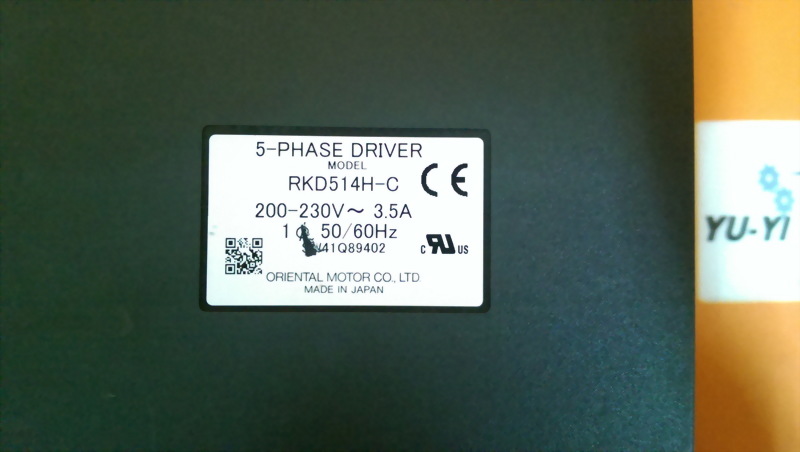 5-PHASE DRIVER
MODEL
RKD514H-C
CE
200-230V~ 3.5A
1ϕ 50/60Hz
41Q89402
c RU US
ORIENTAL MOTOR CO., LTD.
MADE IN JAPAN
YU-YI